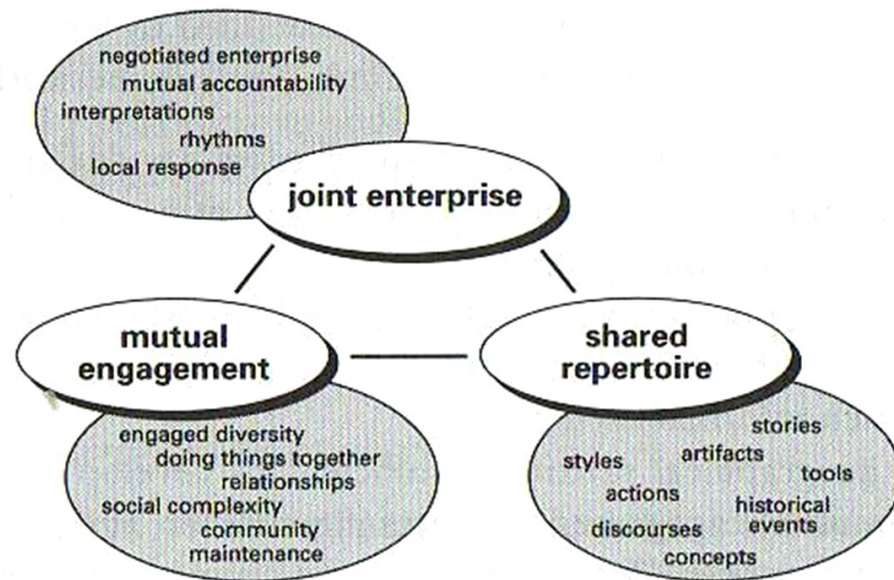 negotiated enterprise
mutual accountability
interpretations
rhythms
local response
joint enterprise
mutual
engagement
engaged diversity
doing things together
relationships
social complexity
community
maintenance
shared
repertoire
stories
styles
artifacts
tools
actions
historical
events
discourses
concepts